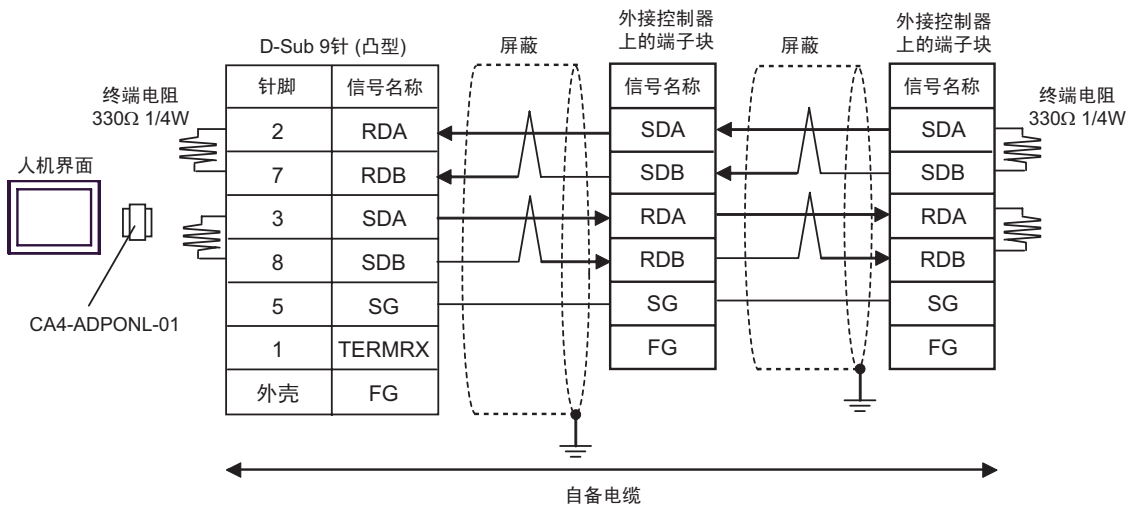 外接控制器
上的端子块
外接控制器
上的端子块
D-Sub 9针 (凸型)
屏蔽
屏蔽
针脚 信号名称
信号名称
信号名称
终端电阻
330Ω 1/4W
终端电阻
330Ω 1/4W
2 RDA
SDA
SDA
人机界面
7 RDB
SDB
SDB
3 SDA
RDA
RDA
8 SDB
RDB
RDB
5 SG
SG
SG
CA4-ADPONL-01
1 TERMRX
FG
FG
外壳 FG
自备电缆